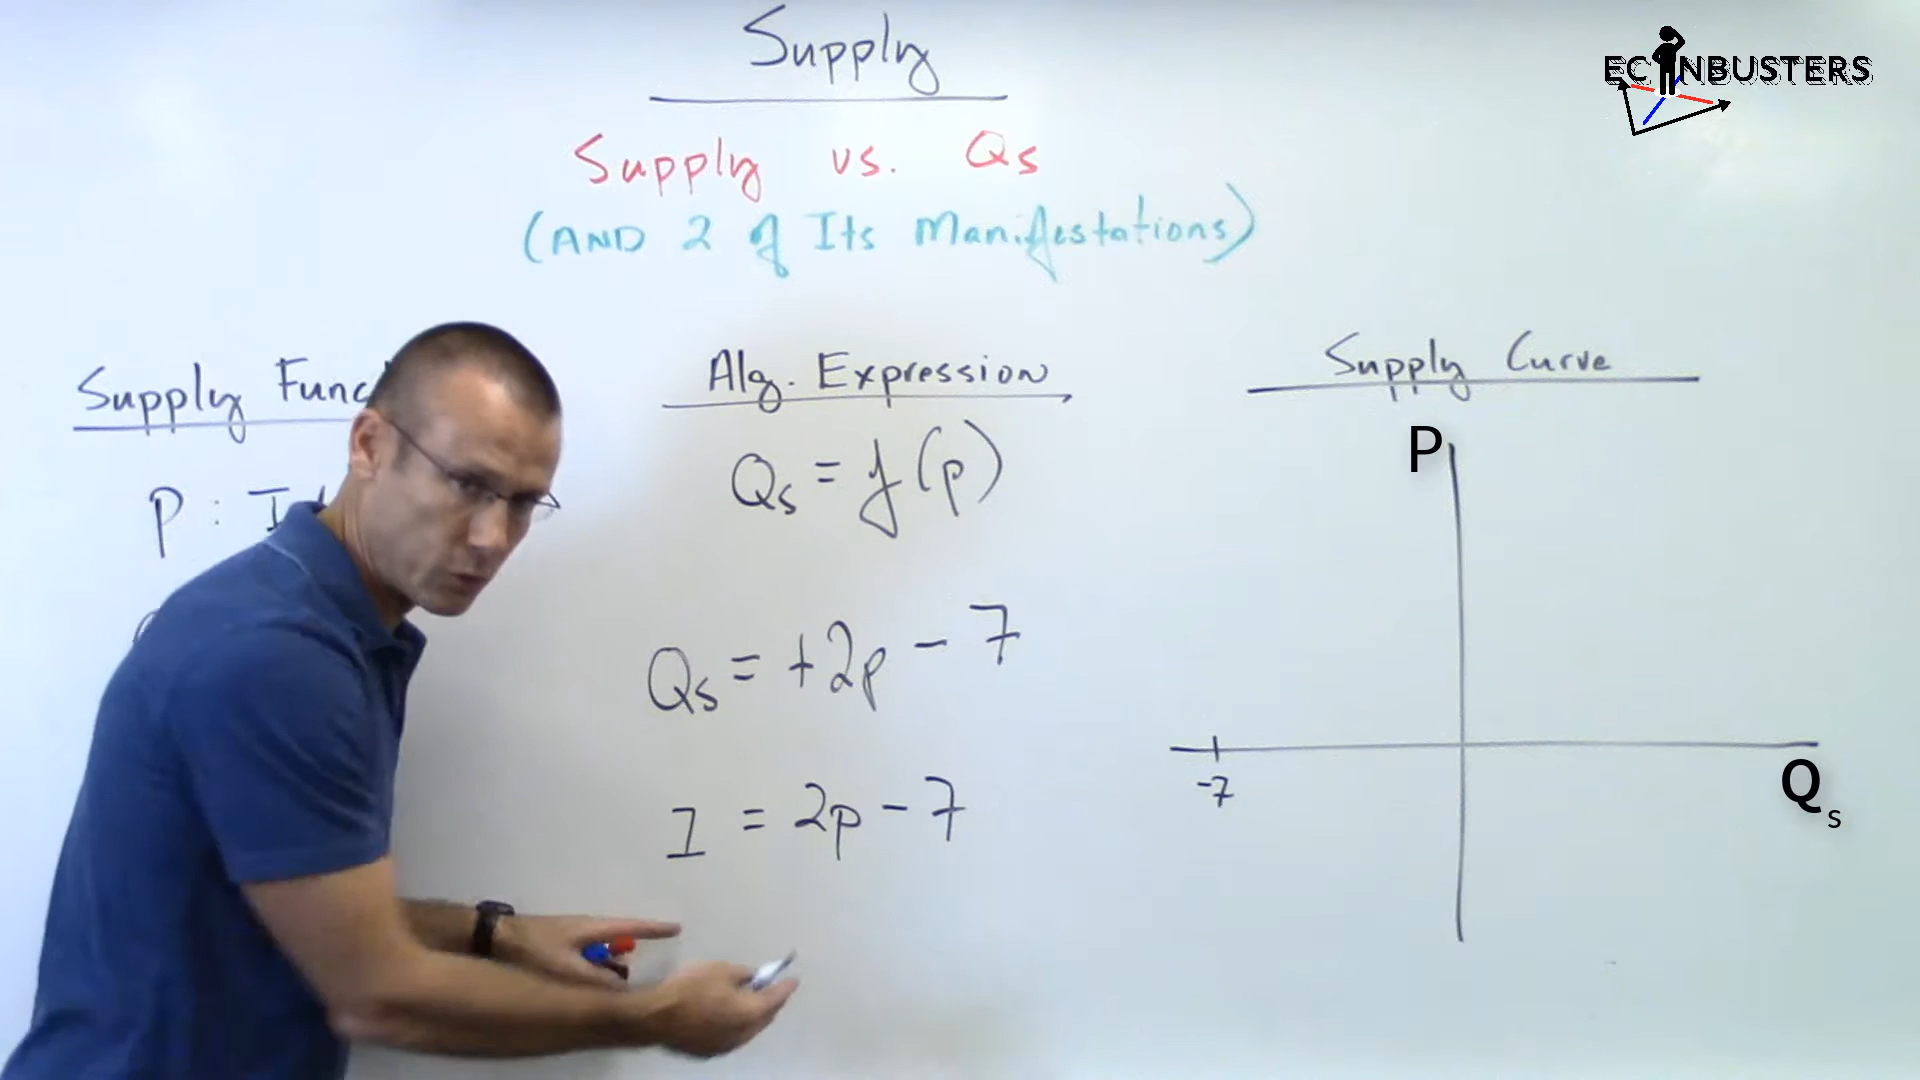 Supply
ECONBUSTERS
Supply vs. Qs
(AND 2 of Its Manifestations)
Supply
P :
Alg. Expression
Qs = f(p)
Qs = +2p - 7
1 = 2p - 7
Supply Curve
P
-7
Qs